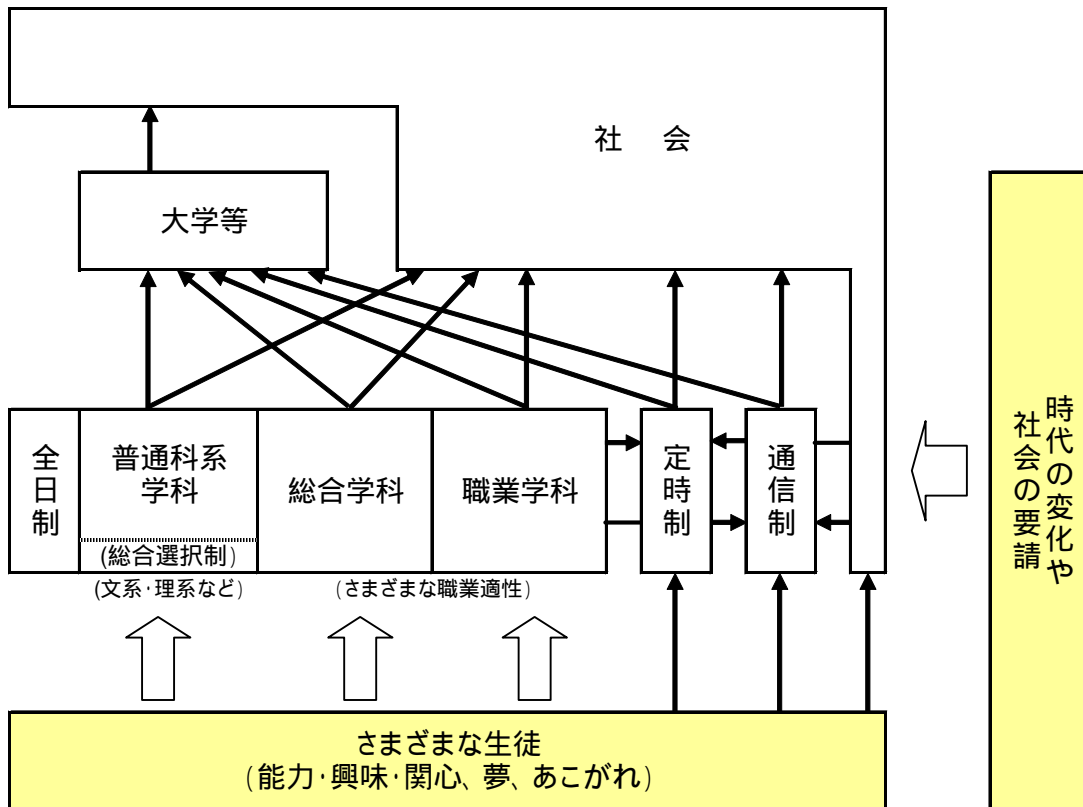 社 会
大学等
全日制
普通科系
学科
(総合選択制)
(文系・理系など)
総合学科
職業学科
(さまざまな職業適性)
定時制
通信制
時代の変化や
社会の要請
さまざまな生徒
(能力・興味・関心、夢、あこがれ)